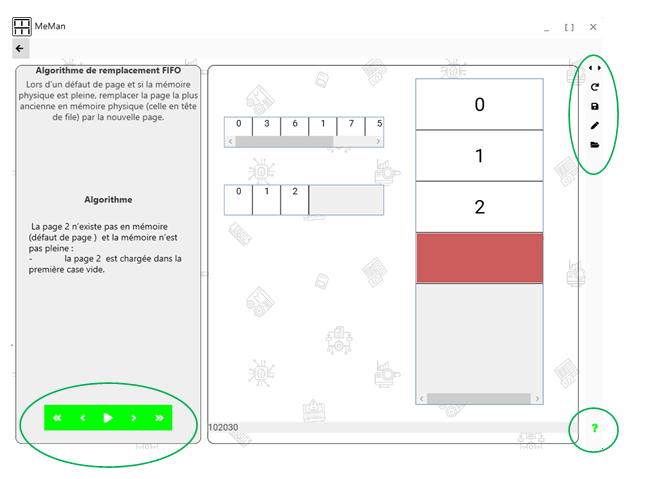 MeMan
Algorithme de remplacement FIFO
Lors d'un défaut de page et si la mémoire
physique est pleine, remplacer la page la plus
ancienne en mémoire physique (celle en tête
de file) par la nouvelle page.
Algorithme
La page 2 n'existe pas en mémoire
(défaut de page ) et la mémoire n'est
pas pleine :
- la page 2 est chargée dans la
première case vide.
0 3 6 1 7 5
0 1 2
0
1
2
102030
?